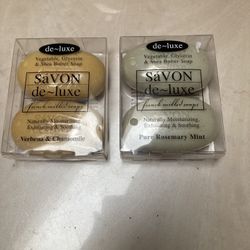 de~luxe
Vegetable, Glycerin
& Shea Butter Soap
SaVON
de~luxe
french milled soaps
Naturally Moisturizing,
Exfoliating & Soothing
Verbena & Chamomile
de~luxe
Vegetable, Glycerin
& Shea Butter Soap
SaVON
de~luxe
french milled soaps
Naturally Moisturizing,
Exfoliating & Soothing
Pure Rosemary Mint